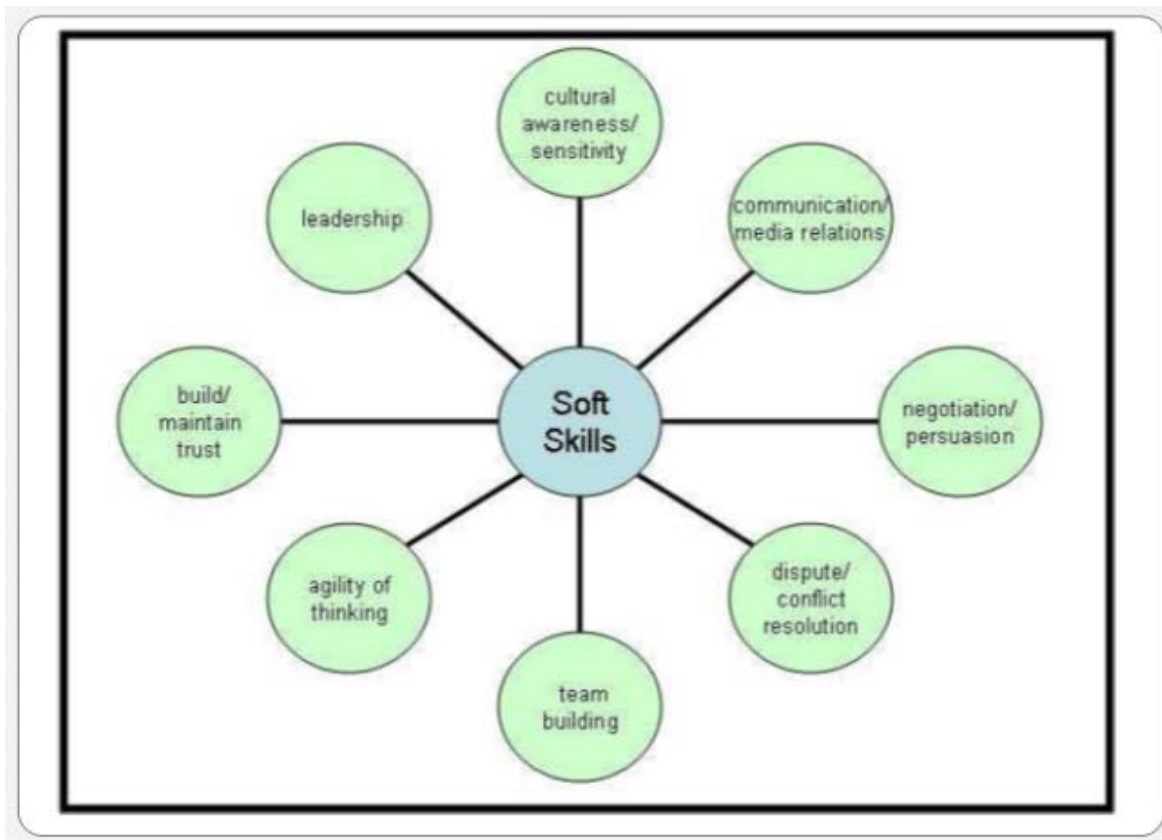 cultural
awareness/
sensitivity
communication/
media relations
negotiation/
persuasion
dispute/
conflict
resolution
team
building
agility of
thinking
build/
maintain
trust
leadership
Soft
Skills